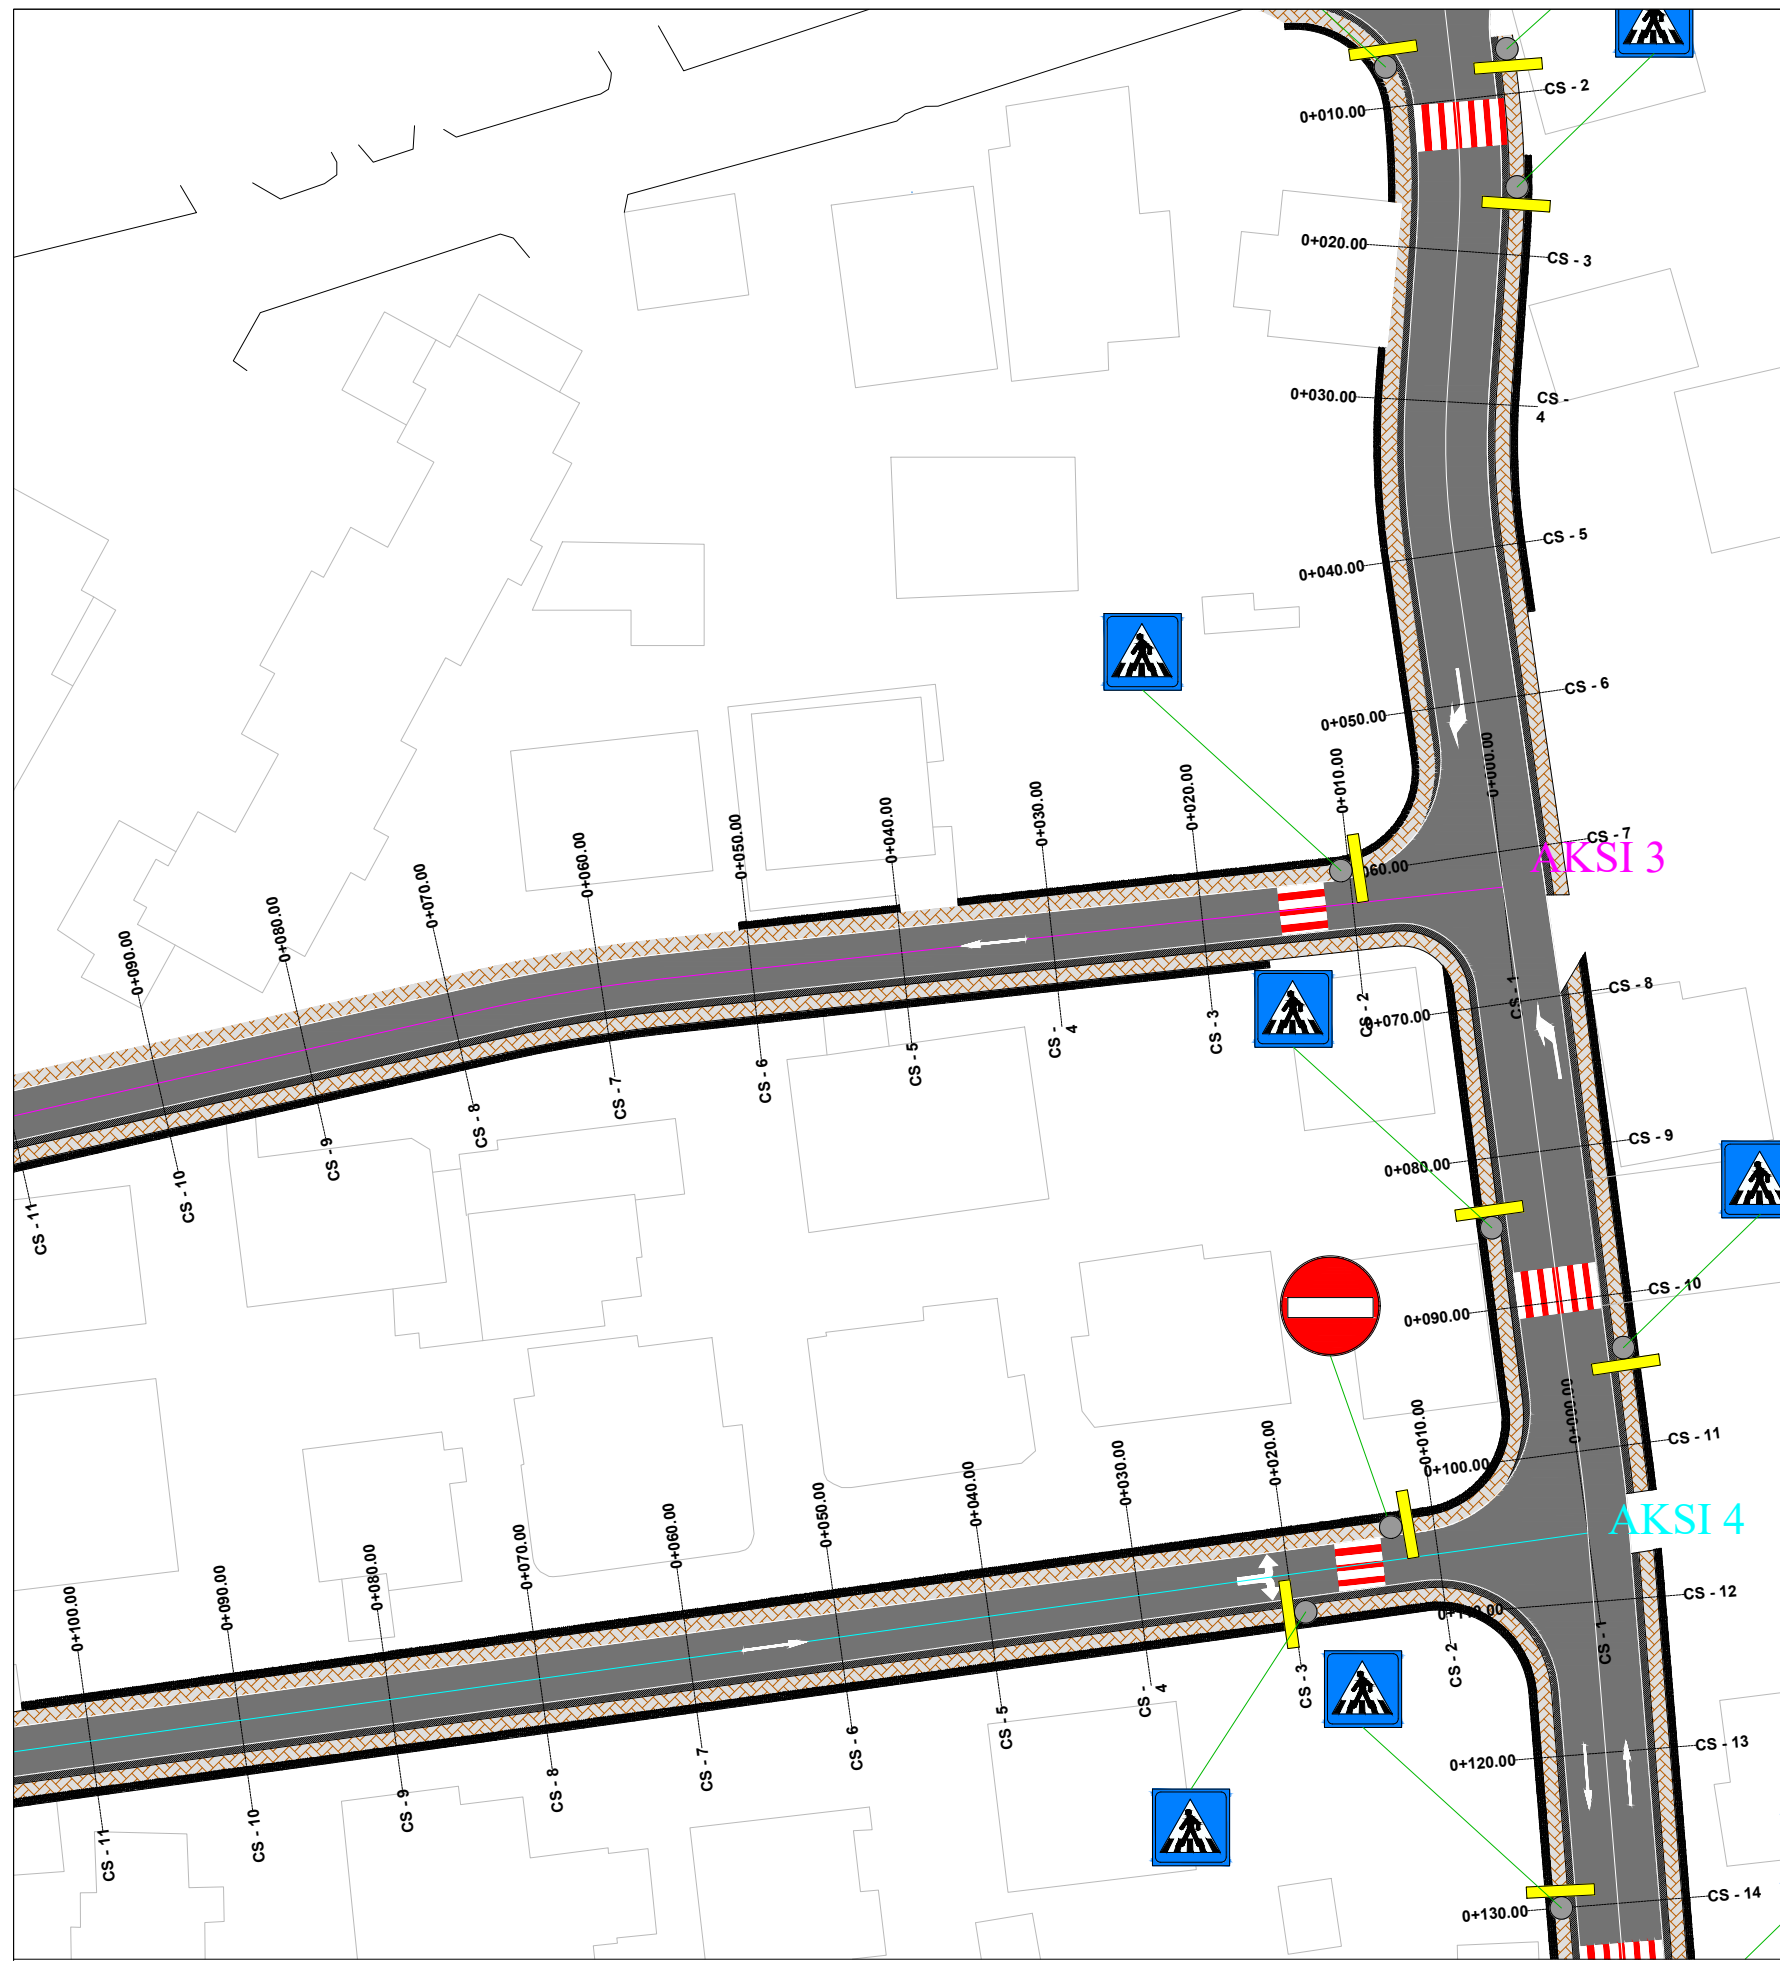 CS - 2
0+010.00
0+020.00
CS - 3
0+030.00
CS -
4
CS - 5
0+040.00
CS - 6
0+050.00
0+000.00
CS - 7
AKSI 3
060.00
0+010.00
0+020.00
0+030.00
0+040.00
0+050.00
0+060.00
0+070.00
0+080.00
0+090.00
CS - 1
CS - 2
CS - 3
CS -
4
CS - 5
CS - 6
CS - 7
CS - 8
CS - 9
CS - 10
CS - 11
CS - 8
0+070.00
CS - 9
0+080.00
CS - 10
0+090.00
0+000.00
CS - 11
0+100.00
AKSI 4
0+010.00
0+020.00
0+030.00
0+040.00
0+050.00
0+060.00
0+070.00
0+080.00
0+090.00
0+100.00
CS - 12
0+110.00
CS - 1
CS - 2
CS - 3
CS -
4
CS - 5
CS - 6
CS - 7
CS - 8
CS - 9
CS - 10
CS - 11
CS - 13
0+120.00
CS - 14
0+130.00